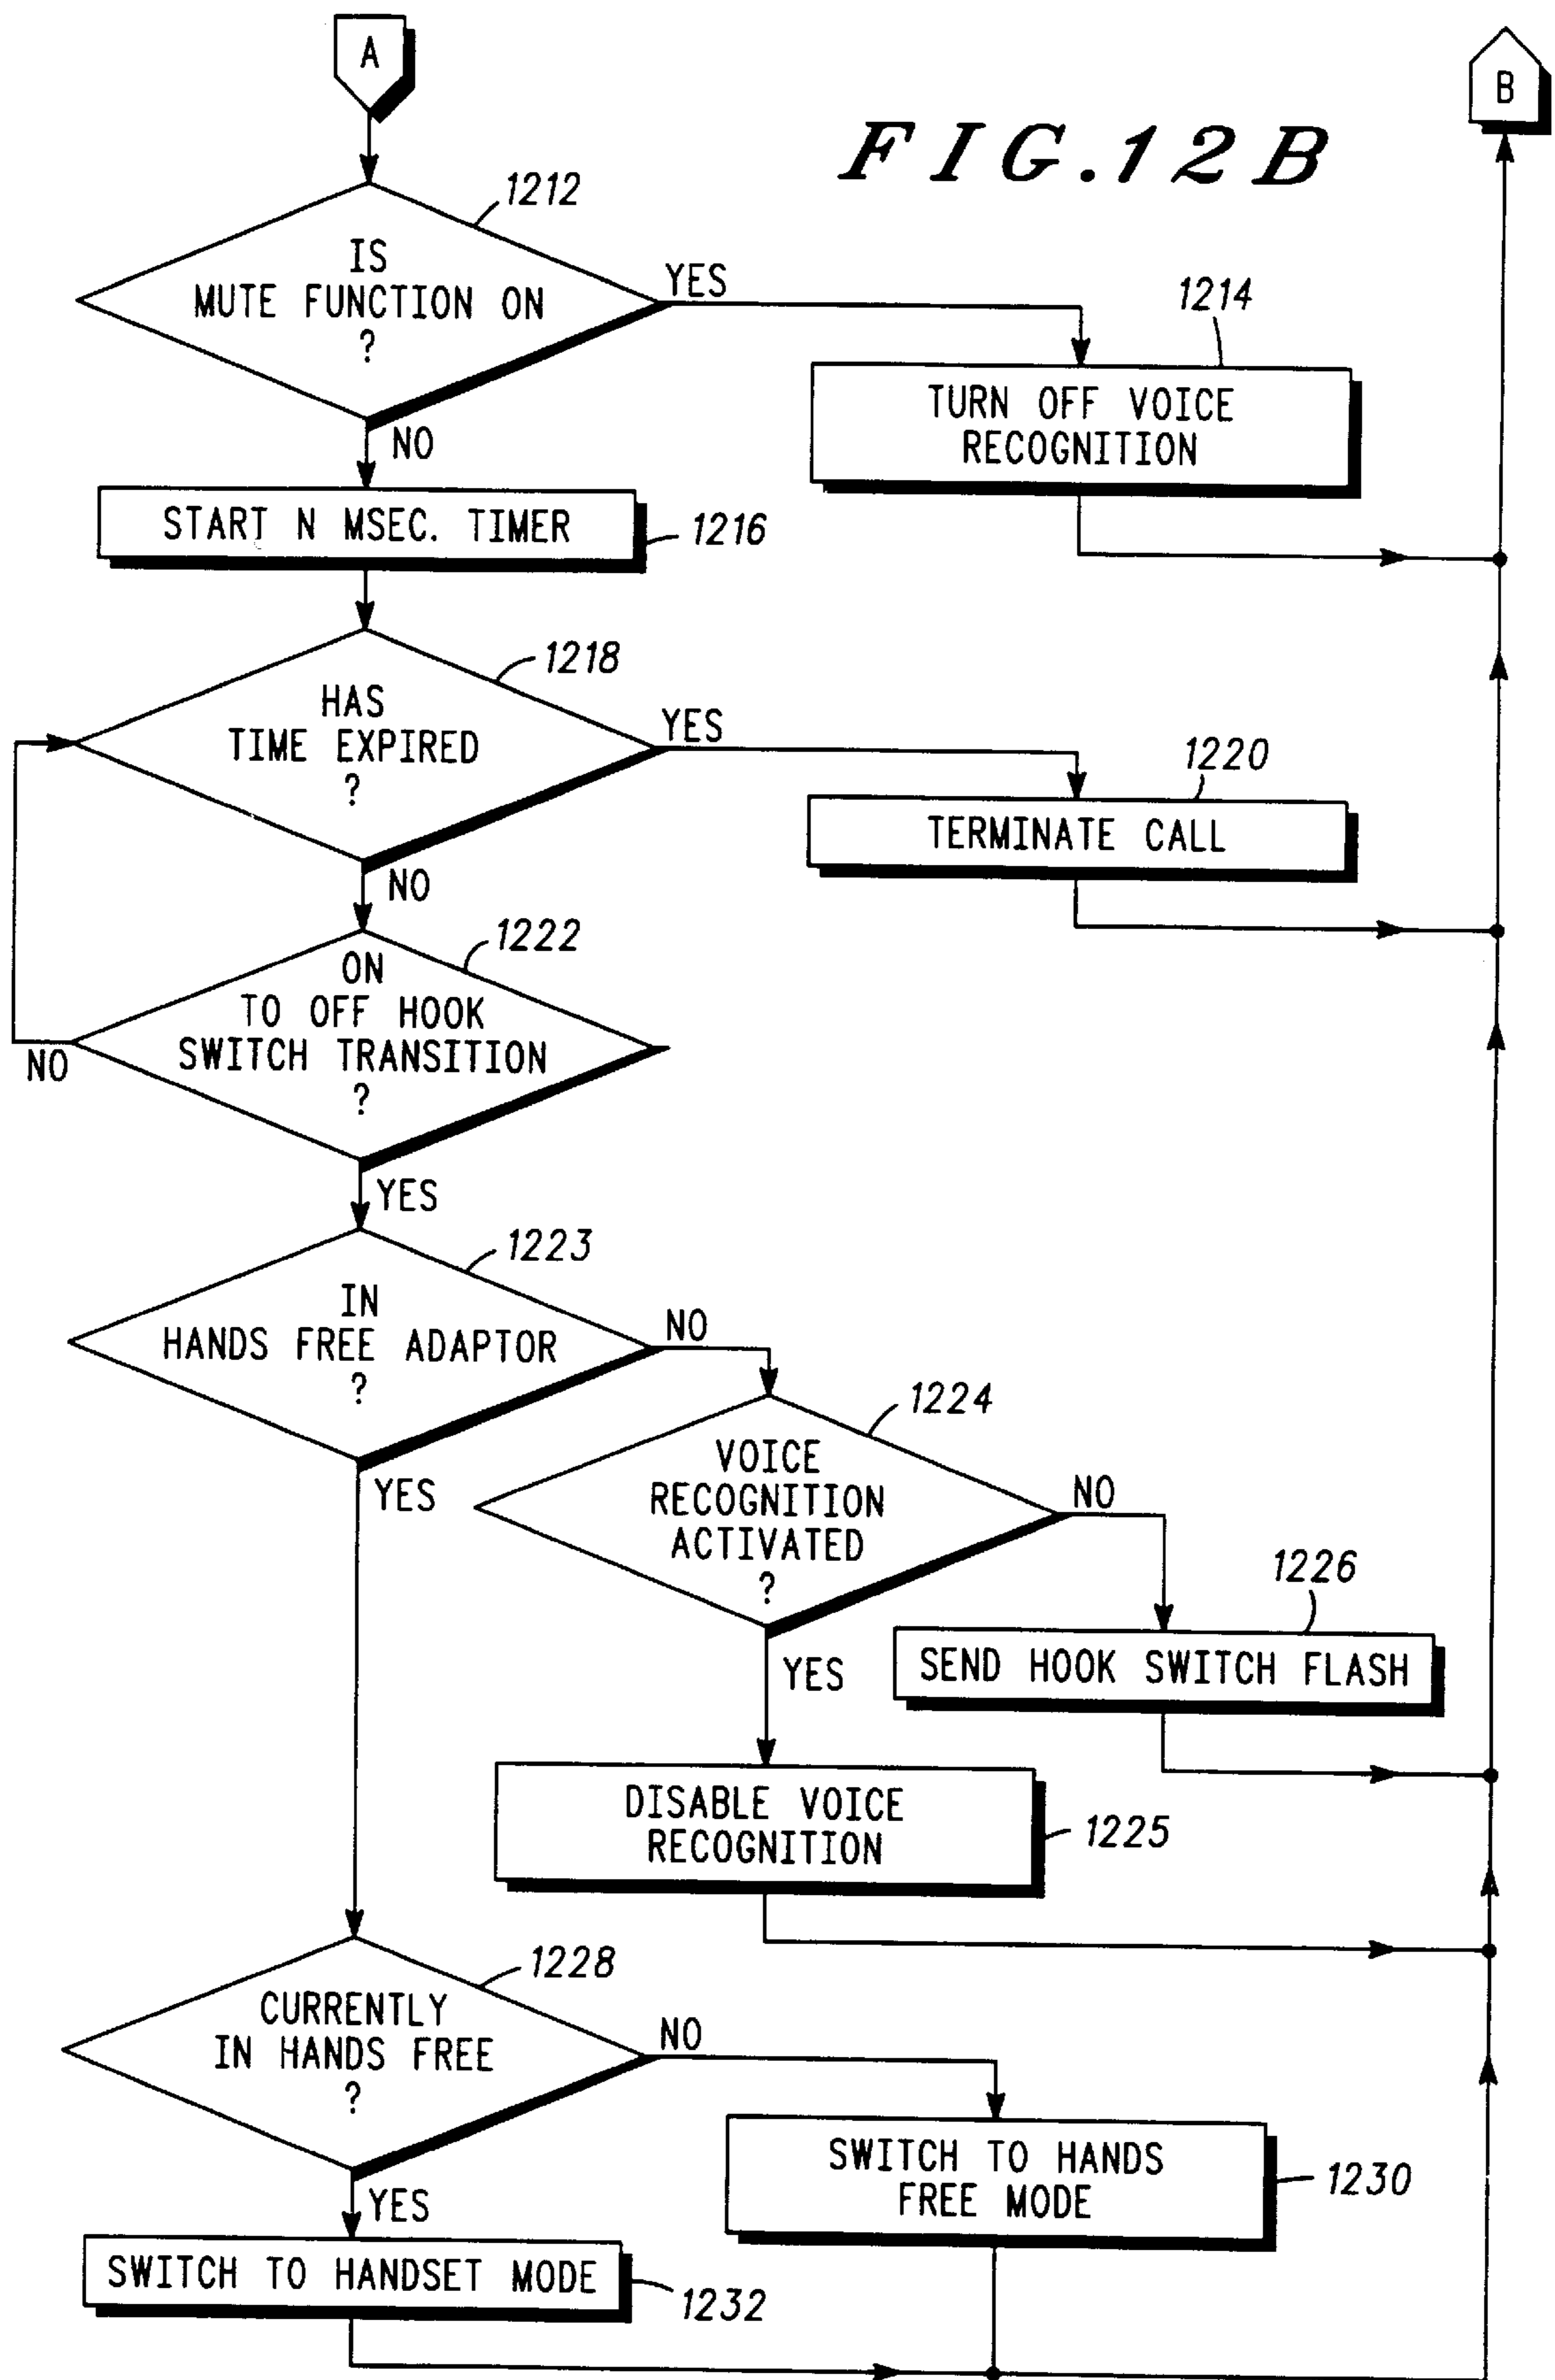 A
B
FIG.12B
1212
IS
MUTE FUNCTION ON
?
YES
NO
1214
TURN OFF VOICE
RECOGNITION
START N MSEC. TIMER
1216
1218
HAS
TIME EXPIRED
?
YES
NO
1220
TERMINATE CALL
1222
ON
TO OFF HOOK
SWITCH TRANSITION
?
NO
YES
1223
IN
HANDS FREE ADAPTOR
?
NO
YES
1224
VOICE
RECOGNITION
ACTIVATED
?
NO
YES
1226
SEND HOOK SWITCH FLASH
DISABLE VOICE
RECOGNITION
1225
1228
CURRENTLY
IN HANDS FREE
?
NO
YES
SWITCH TO HANDS
FREE MODE
1230
SWITCH TO HANDSET MODE
1232